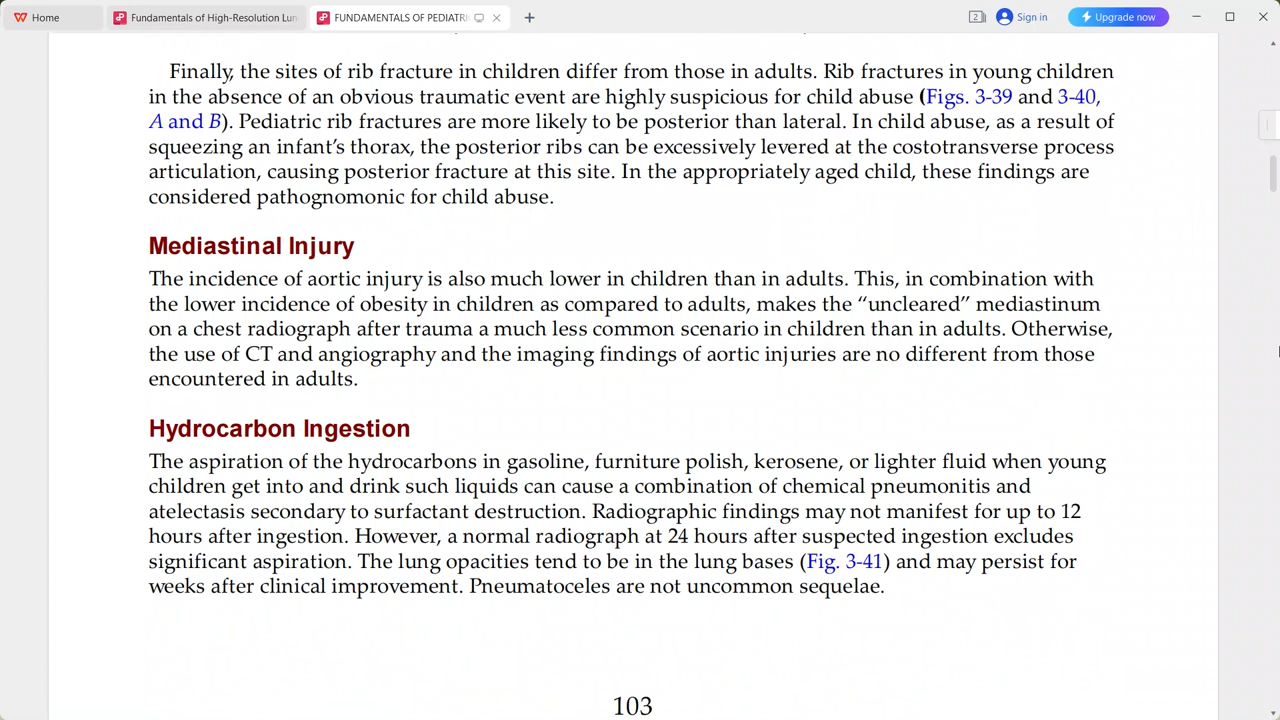 Home
Fundamentals of High-Resolution Lun
FUNDAMENTALS OF PEDIATRI
2
Sign in
Upgrade now
Finally, the sites of rib fracture in children differ from those in adults. Rib fractures in young children
in the absence of an obvious traumatic event are highly suspicious for child abuse (Figs. 3-39 and 3-40,
A and B). Pediatric rib fractures are more likely to be posterior than lateral. In child abuse, as a result of
squeezing an infant's thorax, the posterior ribs can be excessively levered at the costotransverse process
articulation, causing posterior fracture at this site. In the appropriately aged child, these findings are
considered pathognomonic for child abuse.
Mediastinal Injury
The incidence of aortic injury is also much lower in children than in adults. This, in combination with
the lower incidence of obesity in children as compared to adults, makes the “uncleared” mediastinum
on a chest radiograph after trauma a much less common scenario in children than in adults. Otherwise,
the use of CT and angiography and the imaging findings of aortic injuries are no different from those
encountered in adults.
Hydrocarbon Ingestion
The aspiration of the hydrocarbons in gasoline, furniture polish, kerosene, or lighter fluid when young
children get into and drink such liquids can cause a combination of chemical pneumonitis and
atelectasis secondary to surfactant destruction. Radiographic findings may not manifest for up to 12
hours after ingestion. However, a normal radiograph at 24 hours after suspected ingestion excludes
significant aspiration. The lung opacities tend to be in the lung bases (Fig. 3-41) and may persist for
weeks after clinical improvement. Pneumatoceles are not uncommon sequelae.
103